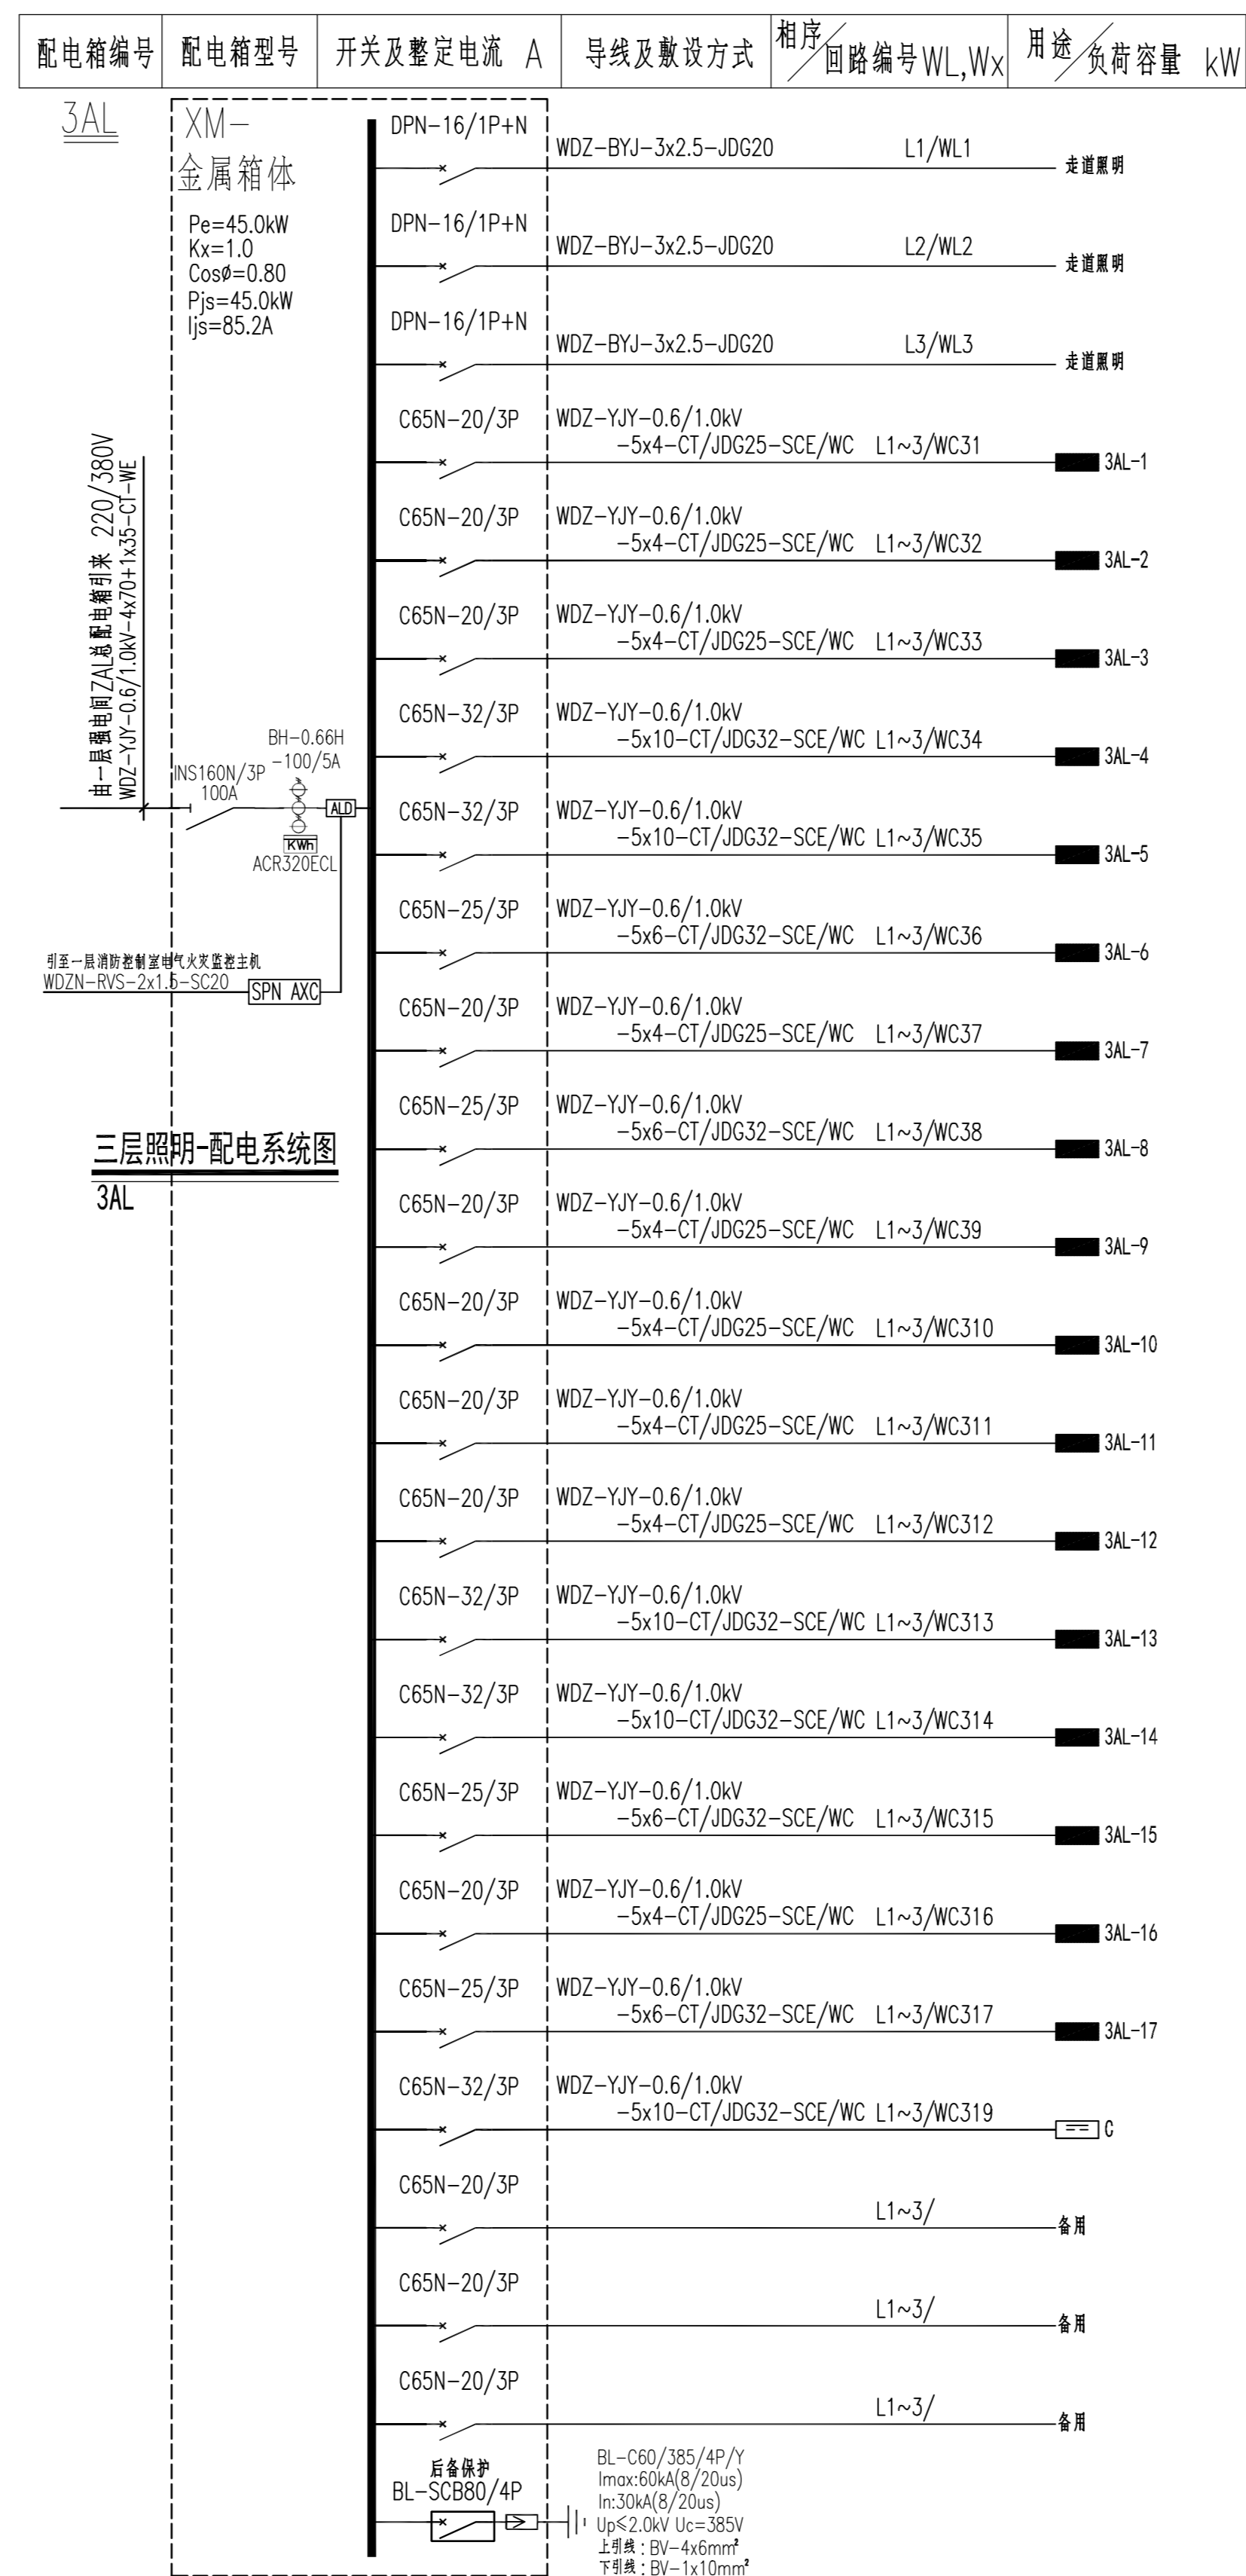 配电箱编号 配电箱型号 开关及整定电流 A 导线及敷设方式 相序/回路编号WL,Wx 用途/负荷容量 kW
3AL
XM-
金属箱体
Pe=45.0kW
Kx=1.0
Cosø=0.80
Pjs=45.0kW
Ijs=85.2A
由一层强电间ZAL总配电箱引来 220/380V
WDZ-YJY-0.6/1.0kV-4x70+1x35-CT-WE
INS160N/3P
100A
BH-0.66H
-100/5A
ALD
KWh
ACR320ECL
引至一层消防控制室电气火灾监控主机
WDZN-RVS-2x1.5-SC20
SPN AXC
三层照明-配电系统图
3AL
DPN-16/1P+N
WDZ-BYJ-3x2.5-JDG20 L1/WL1 走道照明
DPN-16/1P+N
WDZ-BYJ-3x2.5-JDG20 L2/WL2 走道照明
DPN-16/1P+N
WDZ-BYJ-3x2.5-JDG20 L3/WL3 走道照明
C65N-20/3P WDZ-YJY-0.6/1.0kV
-5x4-CT/JDG25-SCE/WC L1~3/WC31 3AL-1
C65N-20/3P WDZ-YJY-0.6/1.0kV
-5x4-CT/JDG25-SCE/WC L1~3/WC32 3AL-2
C65N-20/3P WDZ-YJY-0.6/1.0kV
-5x4-CT/JDG25-SCE/WC L1~3/WC33 3AL-3
C65N-32/3P WDZ-YJY-0.6/1.0kV
-5x10-CT/JDG32-SCE/WC L1~3/WC34 3AL-4
C65N-32/3P WDZ-YJY-0.6/1.0kV
-5x10-CT/JDG32-SCE/WC L1~3/WC35 3AL-5
C65N-25/3P WDZ-YJY-0.6/1.0kV
-5x6-CT/JDG32-SCE/WC L1~3/WC36 3AL-6
C65N-20/3P WDZ-YJY-0.6/1.0kV
-5x4-CT/JDG25-SCE/WC L1~3/WC37 3AL-7
C65N-25/3P WDZ-YJY-0.6/1.0kV
-5x6-CT/JDG32-SCE/WC L1~3/WC38 3AL-8
C65N-20/3P WDZ-YJY-0.6/1.0kV
-5x4-CT/JDG25-SCE/WC L1~3/WC39 3AL-9
C65N-20/3P WDZ-YJY-0.6/1.0kV
-5x4-CT/JDG25-SCE/WC L1~3/WC310 3AL-10
C65N-20/3P WDZ-YJY-0.6/1.0kV
-5x4-CT/JDG25-SCE/WC L1~3/WC311 3AL-11
C65N-20/3P WDZ-YJY-0.6/1.0kV
-5x4-CT/JDG25-SCE/WC L1~3/WC312 3AL-12
C65N-32/3P WDZ-YJY-0.6/1.0kV
-5x10-CT/JDG32-SCE/WC L1~3/WC313 3AL-13
C65N-32/3P WDZ-YJY-0.6/1.0kV
-5x10-CT/JDG32-SCE/WC L1~3/WC314 3AL-14
C65N-25/3P WDZ-YJY-0.6/1.0kV
-5x6-CT/JDG32-SCE/WC L1~3/WC315 3AL-15
C65N-20/3P WDZ-YJY-0.6/1.0kV
-5x4-CT/JDG25-SCE/WC L1~3/WC316 3AL-16
C65N-25/3P WDZ-YJY-0.6/1.0kV
-5x6-CT/JDG32-SCE/WC L1~3/WC317 3AL-17
C65N-32/3P WDZ-YJY-0.6/1.0kV
-5x10-CT/JDG32-SCE/WC L1~3/WC319 C
C65N-20/3P
L1~3/ 备用
C65N-20/3P
L1~3/ 备用
C65N-20/3P
L1~3/ 备用
后备保护
BL-SCB80/4P
BL-C60/385/4P/Y
Imax:60kA(8/20us)
In:30kA(8/20us)
Up≤2.0kV Uc=385V
上引线：BV-4x6mm²
下引线：BV-1x10mm²